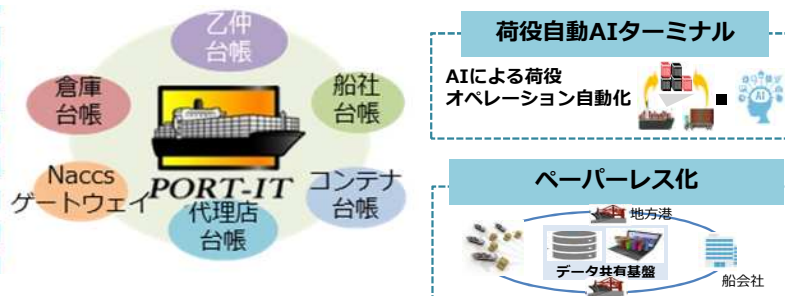 乙仲
台帳
倉庫
台帳
船社
台帳
Naccs
ゲートウェイ
PORT-IT
コンテナ
台帳
代理店
台帳
荷役自動AIターミナル
AIによる荷役
オペレーション自動化
AI
ペーパーレス化
地方港
データ共有基盤
船会社